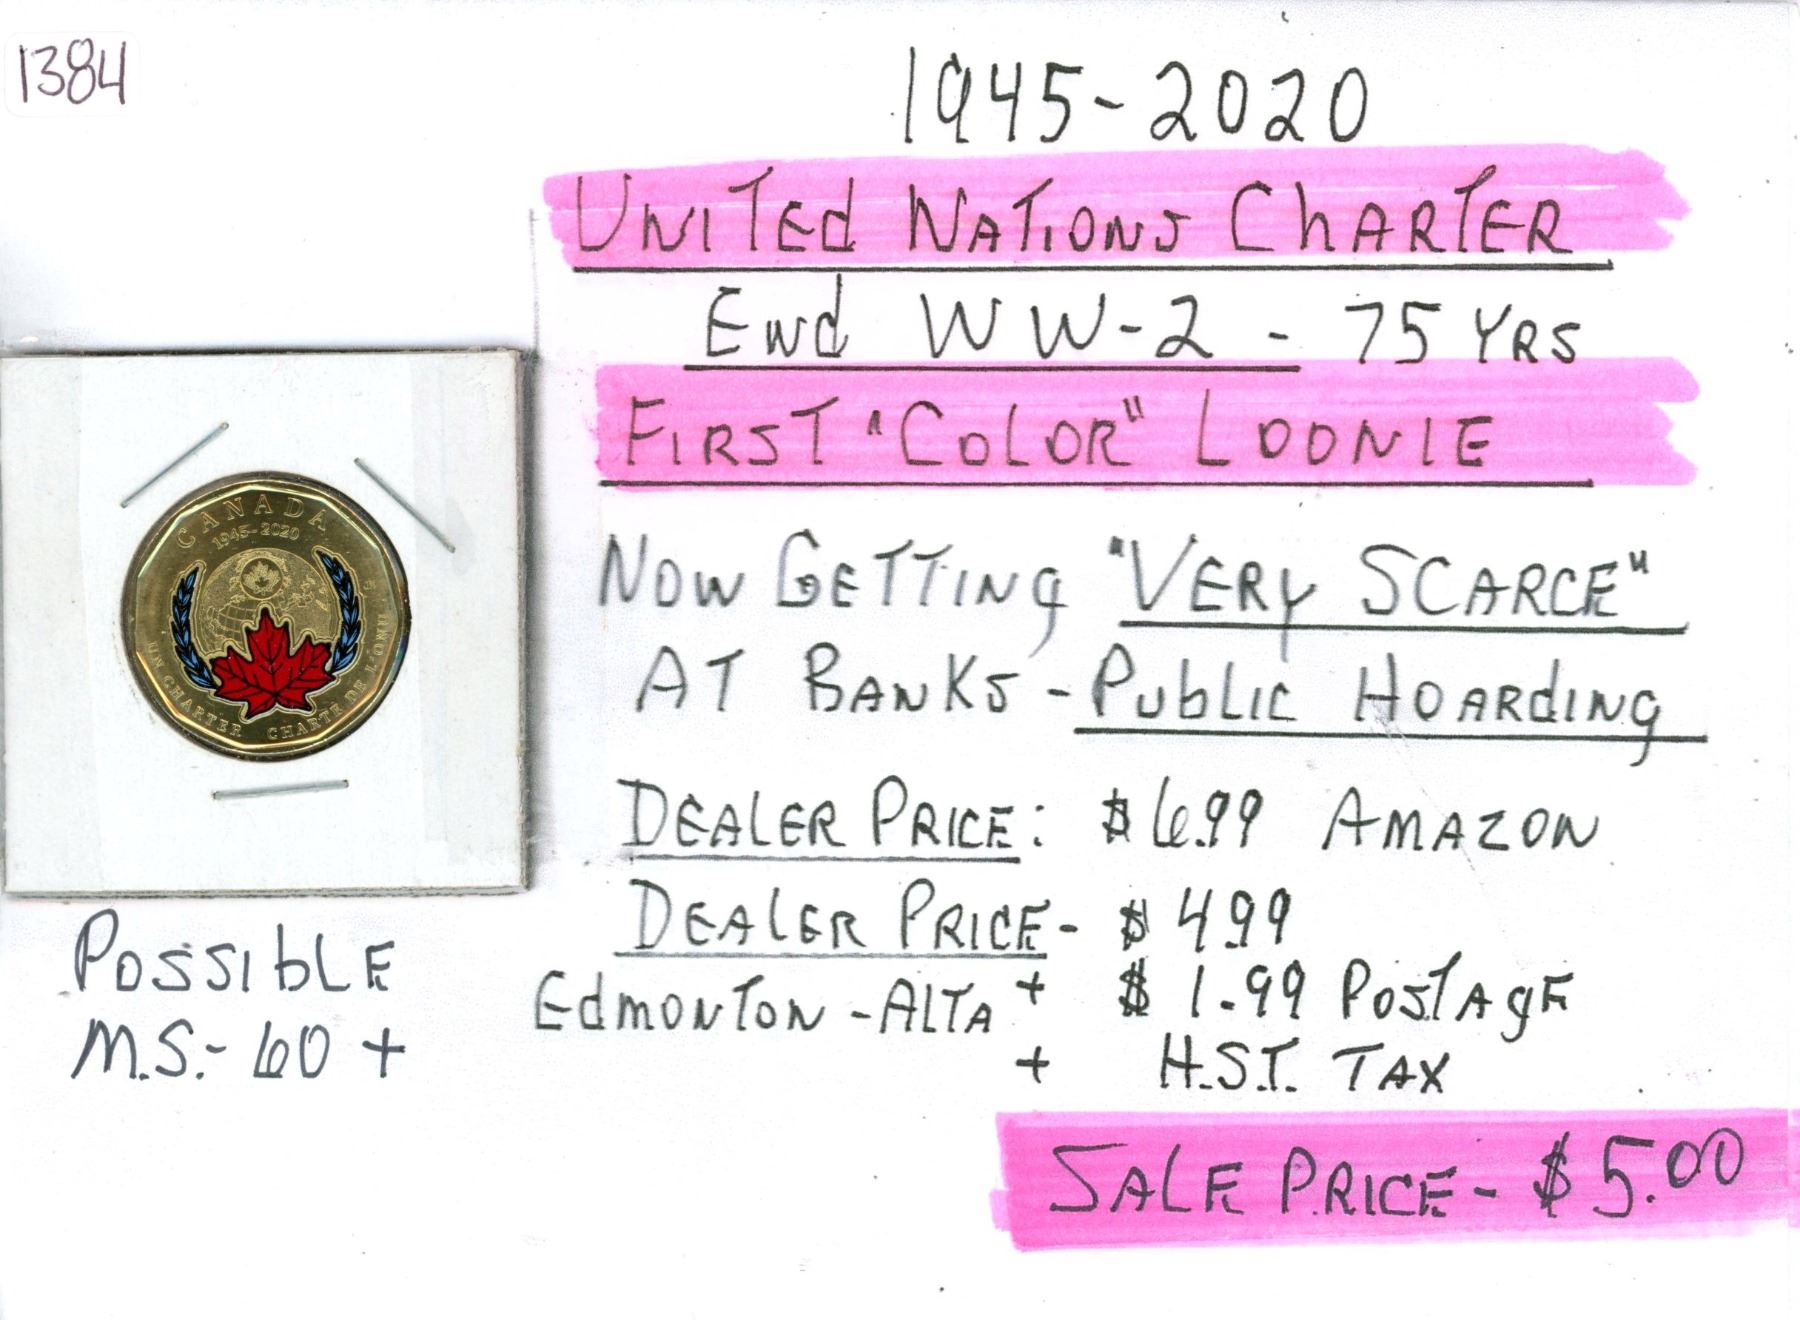 1384
1945-2020
UNITEd NATIONS ChARTER
ENd WW-2 - 75 YRS
FIRST "COLOR" LOONIE
NOW GETTING "VERY SCARCE"
AT BANKS - PUbLIC HOARdING
DEALER PRICE: $6.99 AMAZON
DEALER PRICE - $4.99
EdMONTON - ALTA + $1.99 POSTAgE
+ H.S.T. TAX
SALE PRICE - $5.00
CANADA
1945-2020
UN CHARTER CHARTE DE L'ONU
POSSIbLE
M.S.- 60 +